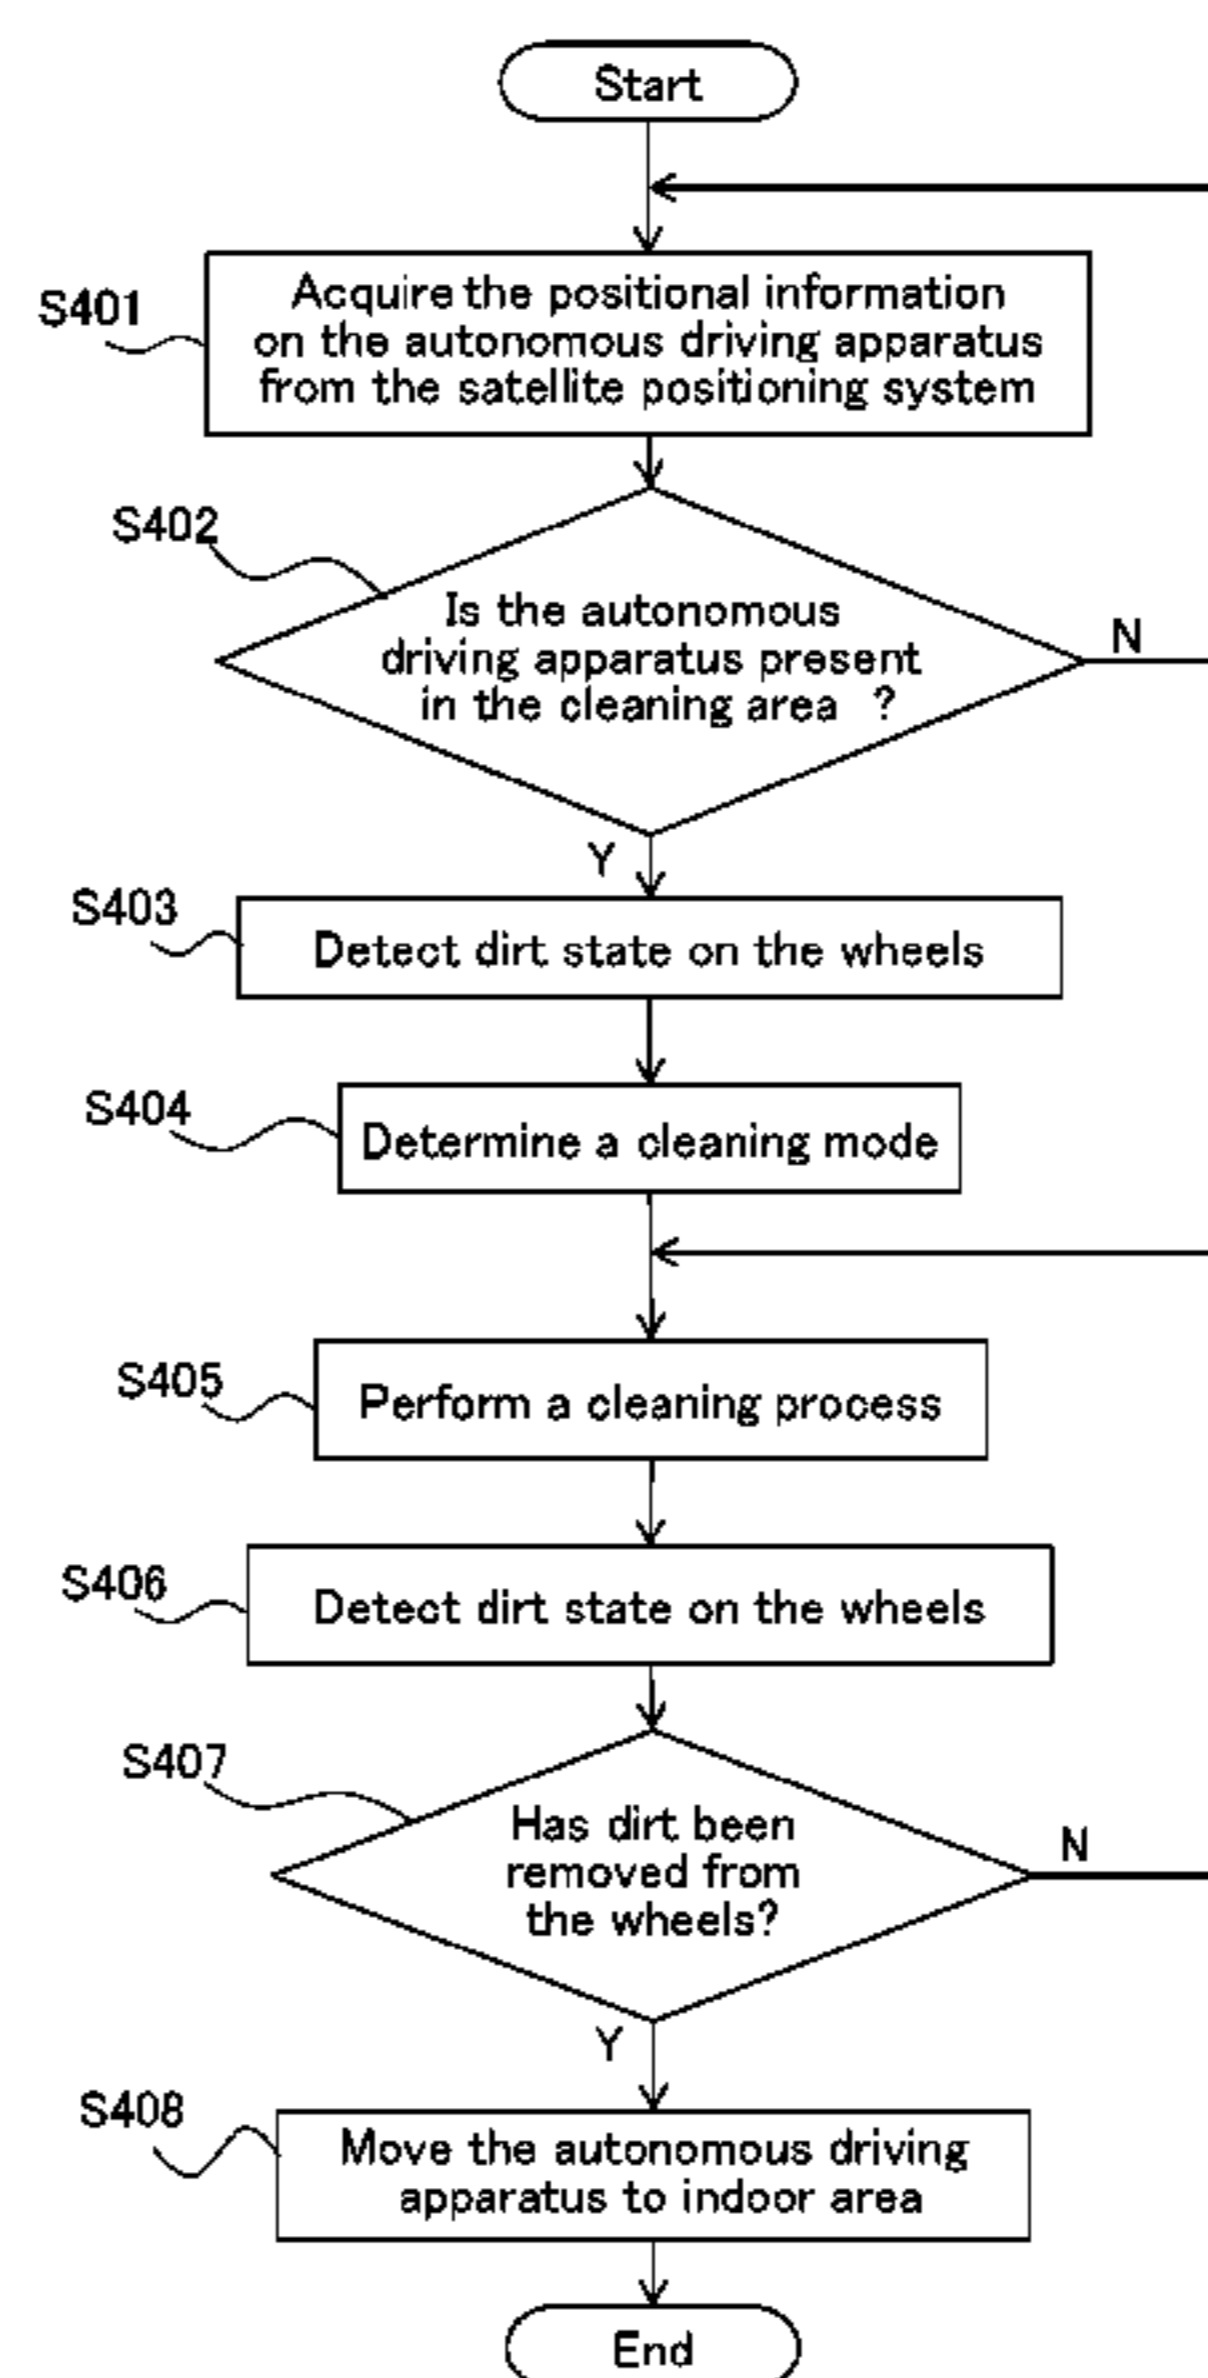 Start
S401
Acquire the positional information
on the autonomous driving apparatus
from the satellite positioning system
S402
Is the autonomous
driving apparatus present
in the cleaning area ?
N
Y
S403
Detect dirt state on the wheels
S404
Determine a cleaning mode
S405
Perform a cleaning process
S406
Detect dirt state on the wheels
S407
Has dirt been
removed from
the wheels?
N
Y
S408
Move the autonomous driving
apparatus to indoor area
End